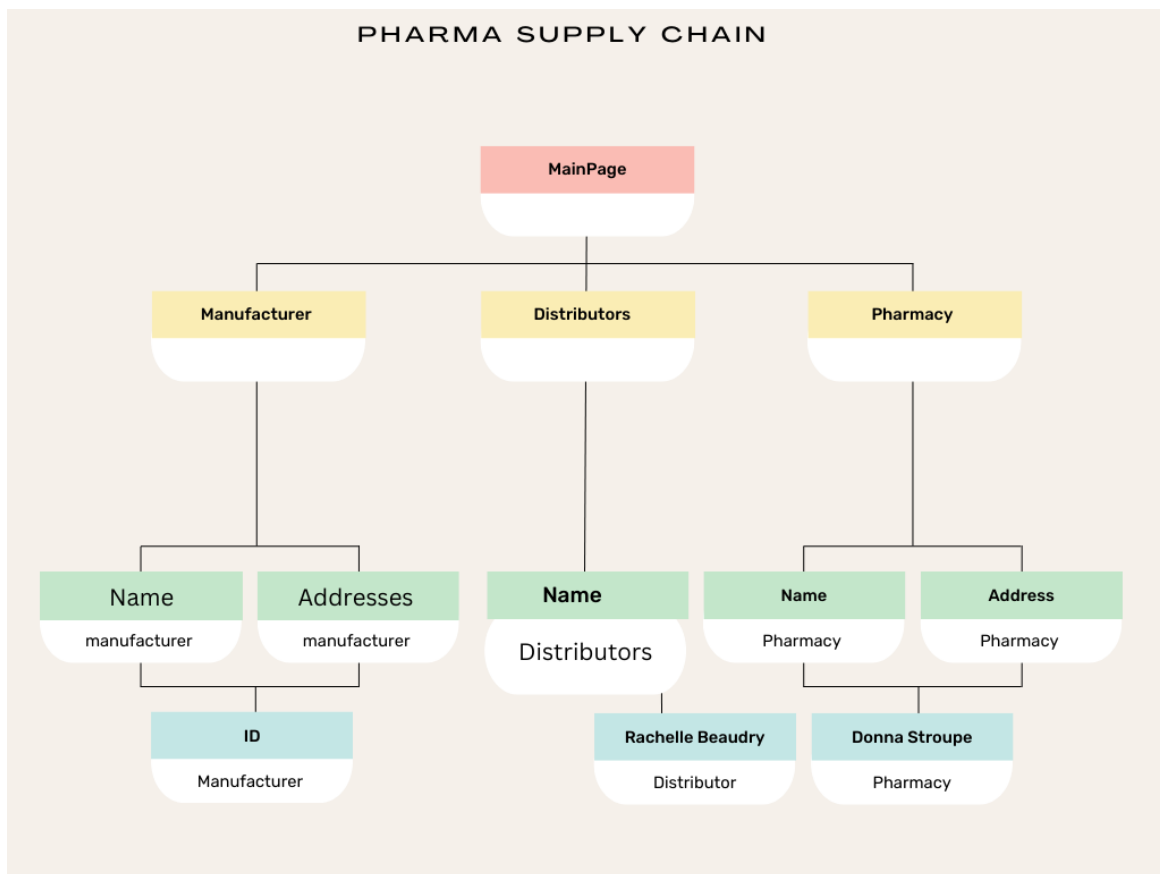 PHARMA SUPPLY CHAIN
MainPage
Manufacturer
Distributors
Pharmacy
Name
manufacturer
Addresses
manufacturer
Name
Distributors
Name
Pharmacy
Address
Pharmacy
ID
Manufacturer
Rachelle Beaudry
Distributor
Donna Stroupe
Pharmacy